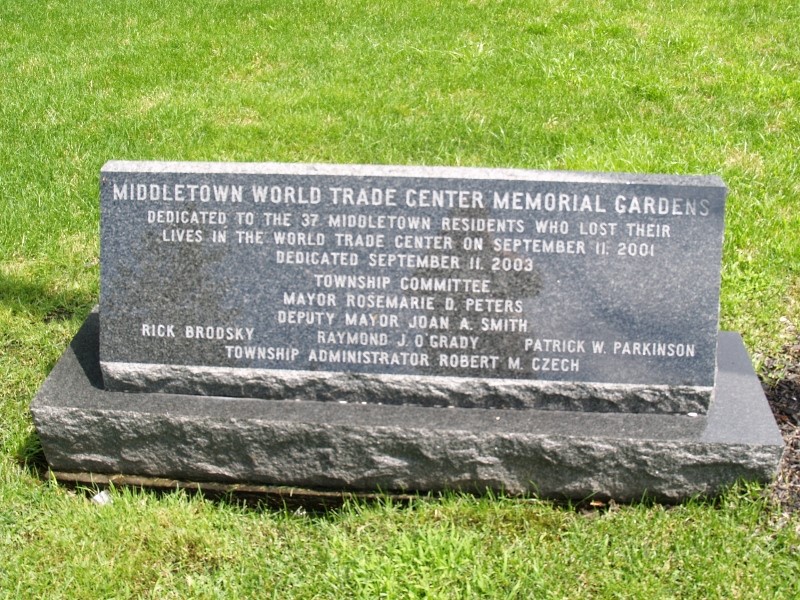 MIDDLETOWN WORLD TRADE CENTER MEMORIAL GARDENS
DEDICATED TO THE 37 MIDDLETOWN RESIDENTS WHO LOST THEIR
LIVES IN THE WORLD TRADE CENTER ON SEPTEMBER 11, 2001
DEDICATED SEPTEMBER 11, 2003
TOWNSHIP COMMITTEE
MAYOR ROSEMARIE D. PETERS
DEPUTY MAYOR JOAN A. SMITH
RICK BRODSKY RAYMOND J. O'GRADY PATRICK W. PARKINSON
TOWNSHIP ADMINISTRATOR ROBERT M. CZECH